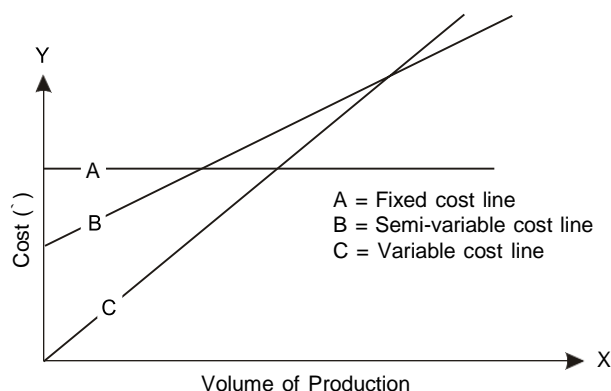 Y
A
B
C
Cost (`)
A = Fixed cost line
B = Semi-variable cost line
C = Variable cost line
X
Volume of Production